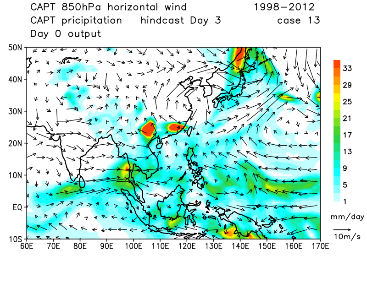 CAPT 850hPa horizontal wind 1998−2012
CAPT pricipitation hindcast Day 3 case 13
Day 0 output
50N
40N
30N
20N
10N
EQ
10S
60E 70E 80E 90E 100E 110E 120E 130E 140E 150E 160E 170E
33
29
25
21
17
13
9
5
1
mm/day
10m/s